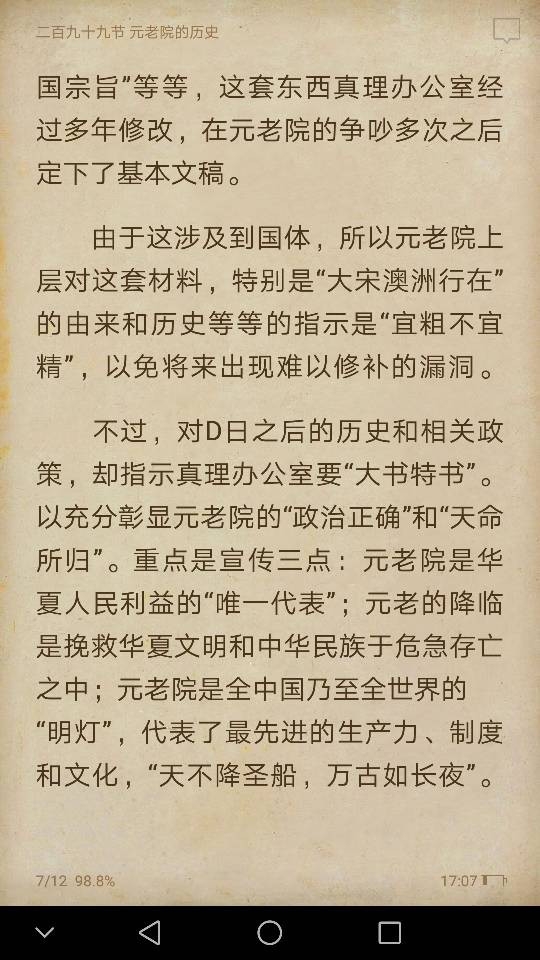 二百九十九节 元老院的历史
国宗旨”等等，这套东西真理办公室经
过多年修改，在元老院的争吵多次之后
定下了基本文稿。
由于这涉及到国体，所以元老院上
层对这套材料，特别是“大宋澳洲行在”
的由来和历史等等的指示是“宜粗不宜
精”，以免将来出现难以修补的漏洞。
不过，对D日之后的历史和相关政
策，却指示真理办公室要“大书特书”。
以充分彰显元老院的“政治正确”和“天命
所归”。重点是宣传三点：元老院是华
夏人民利益的“唯一代表”；元老的降临
是挽救华夏文明和中华民族于危急存亡
之中；元老院是全中国乃至全世界的
“明灯”，代表了最先进的生产力、制度
和文化，“天不降圣船，万古如长夜”。
7/12 98.8%
17:07